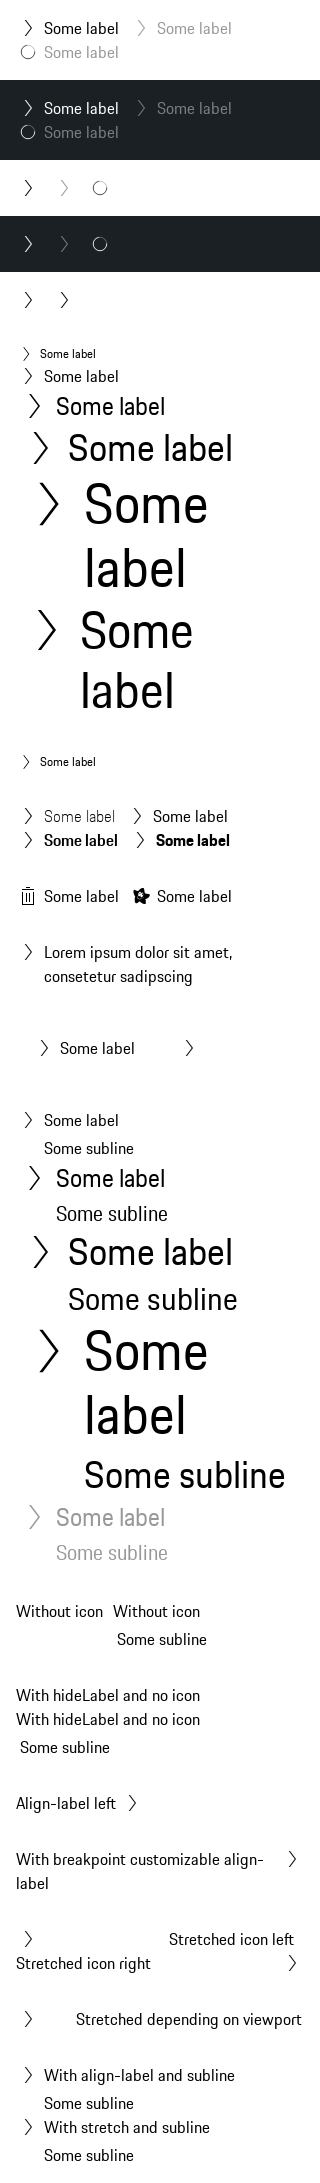 Some label Some label
Some label
Some label Some label
Some label
Some label
Some label
Some label
Some label
Some
label
Some
label
Some label
Some label Some label
Some label Some label
Some label Some label
Lorem ipsum dolor sit amet,
consetetur sadipscing
Some label
Some label
Some subline
Some label
Some subline
Some label
Some subline
Some
label
Some subline
Some label
Some subline
Without icon Without icon
Some subline
With hideLabel and no icon
With hideLabel and no icon
Some subline
Align-label left
With breakpoint customizable align-
label
Stretched icon left
Stretched icon right
Stretched depending on viewport
With align-label and subline
Some subline
With stretch and subline
Some subline